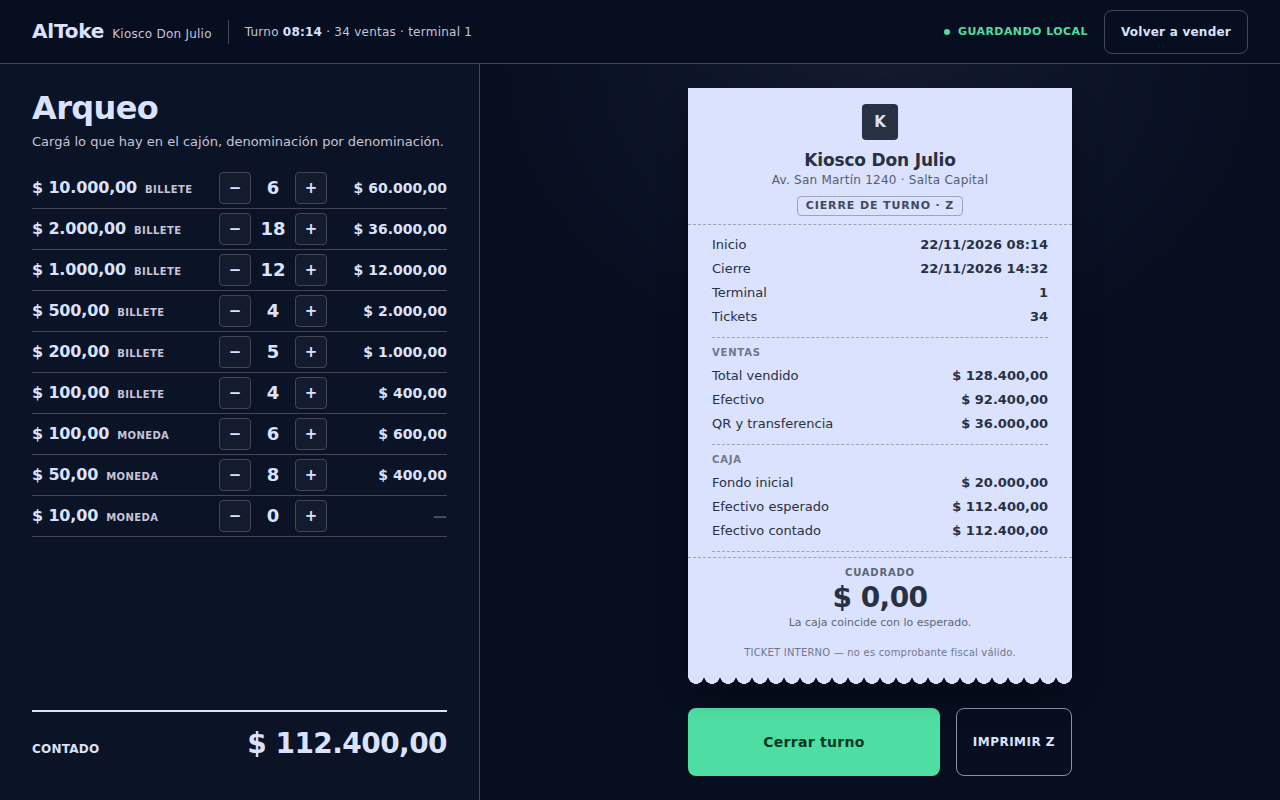 AlToke Kiosco Don Julio Turno 08:14 · 34 ventas · terminal 1 GUARDANDO LOCAL Volver a vender
Arqueo
Cargá lo que hay en el cajón, denominación por denominación.
$ 10.000,00 BILLETE − 6 + $ 60.000,00
$ 2.000,00 BILLETE − 18 + $ 36.000,00
$ 1.000,00 BILLETE − 12 + $ 12.000,00
$ 500,00 BILLETE − 4 + $ 2.000,00
$ 200,00 BILLETE − 5 + $ 1.000,00
$ 100,00 BILLETE − 4 + $ 400,00
$ 100,00 MONEDA − 6 + $ 600,00
$ 50,00 MONEDA − 8 + $ 400,00
$ 10,00 MONEDA − 0 + —
CONTADO $ 112.400,00
K
Kiosco Don Julio
Av. San Martín 1240 · Salta Capital
CIERRE DE TURNO · Z
Inicio 22/11/2026 08:14
Cierre 22/11/2026 14:32
Terminal 1
Tickets 34
VENTAS
Total vendido $ 128.400,00
Efectivo $ 92.400,00
QR y transferencia $ 36.000,00
CAJA
Fondo inicial $ 20.000,00
Efectivo esperado $ 112.400,00
Efectivo contado $ 112.400,00
CUADRADO
$ 0,00
La caja coincide con lo esperado.
TICKET INTERNO — no es comprobante fiscal válido.
Cerrar turno IMPRIMIR Z